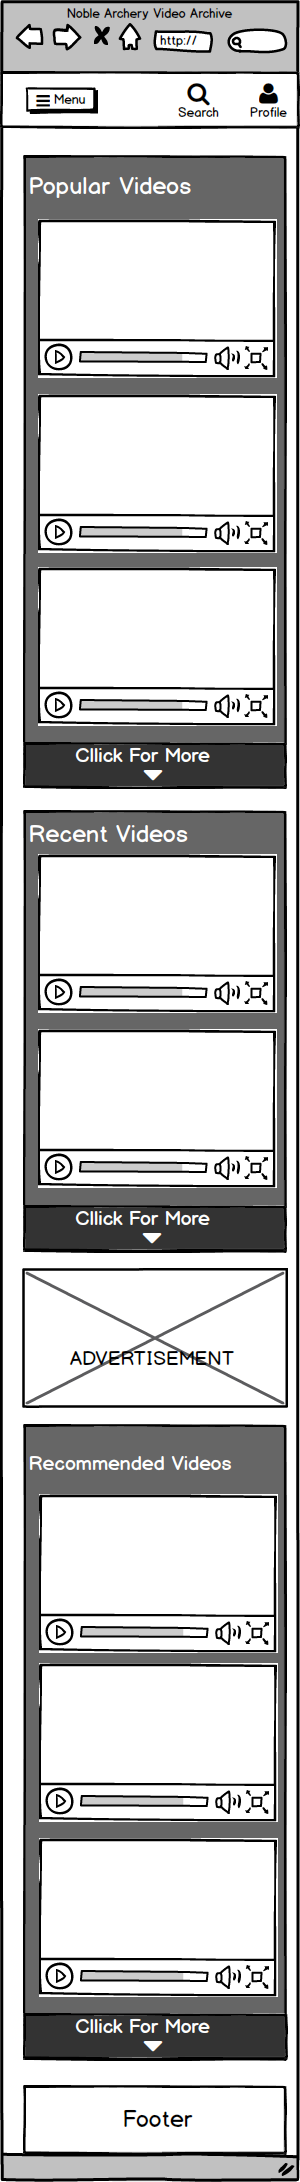 Noble Archery Video Archive
http://
Menu
Search
Profile
Popular Videos
Cllick For More
Recent Videos
Cllick For More
ADVERTISEMENT
Recommended Videos
Cllick For More
Footer